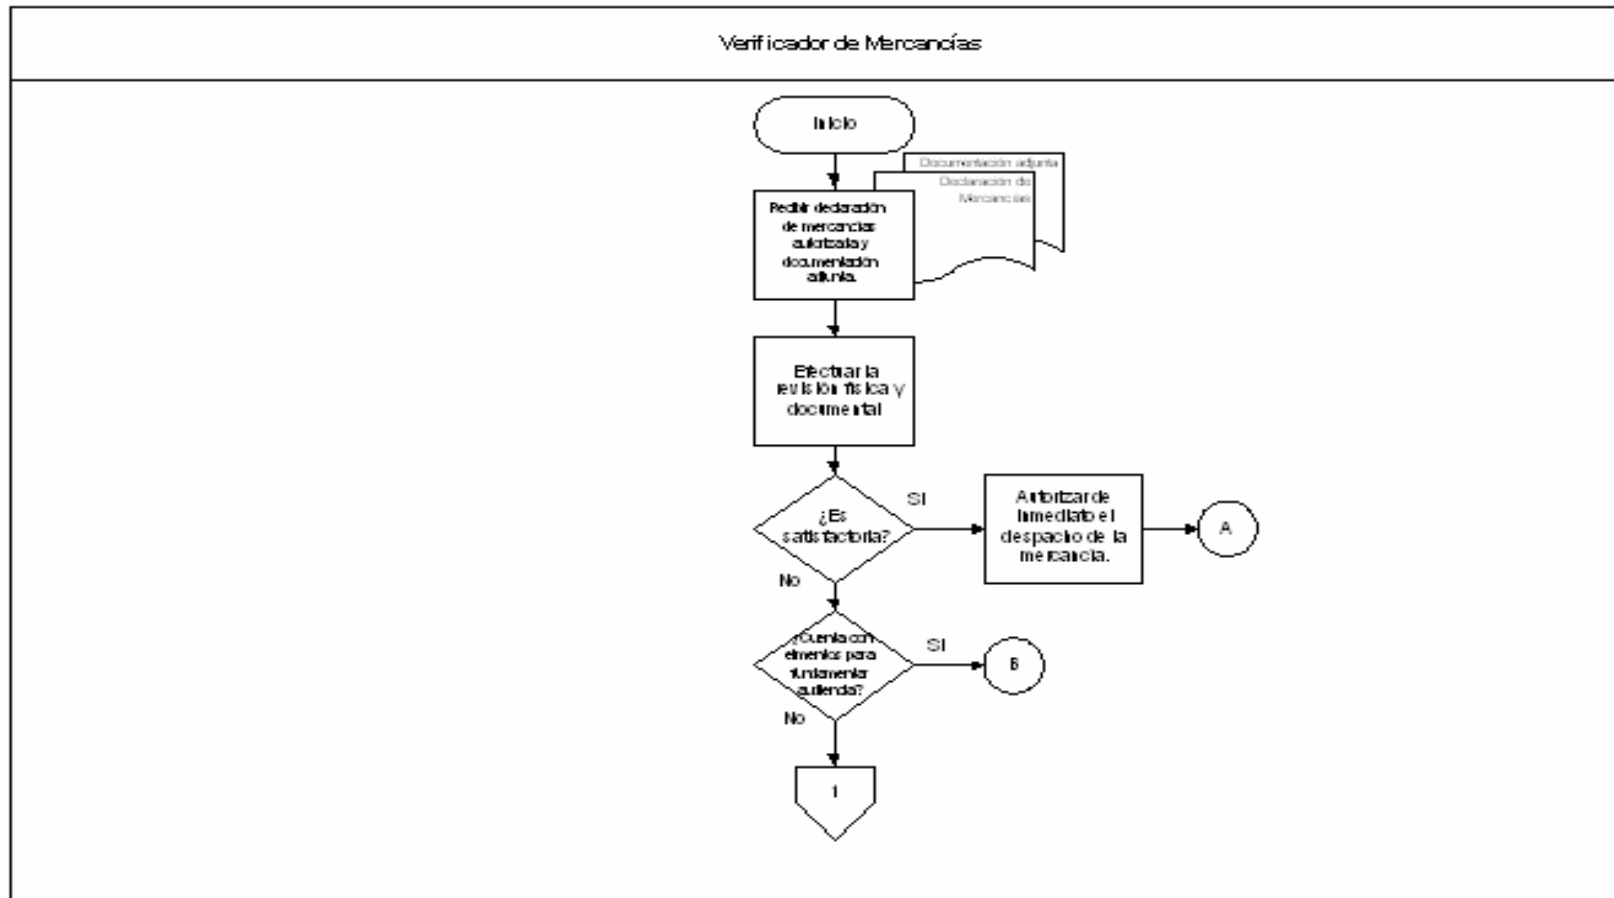 Verificador de Mercancías
Inicio
Documentación adjunta
Declaración de
Mercancías
Recibir declaración
de mercancías
autorizada y
documentación
adjunta.
Efectuar la
revisión física y
documental
¿Es
satisfactoria?
SI
Autorizar de
inmediato el
despacho de la
mercancía.
A
No
¿Cuenta con
elmentos para
fundamentar
audiencia?
SI
B
No
1